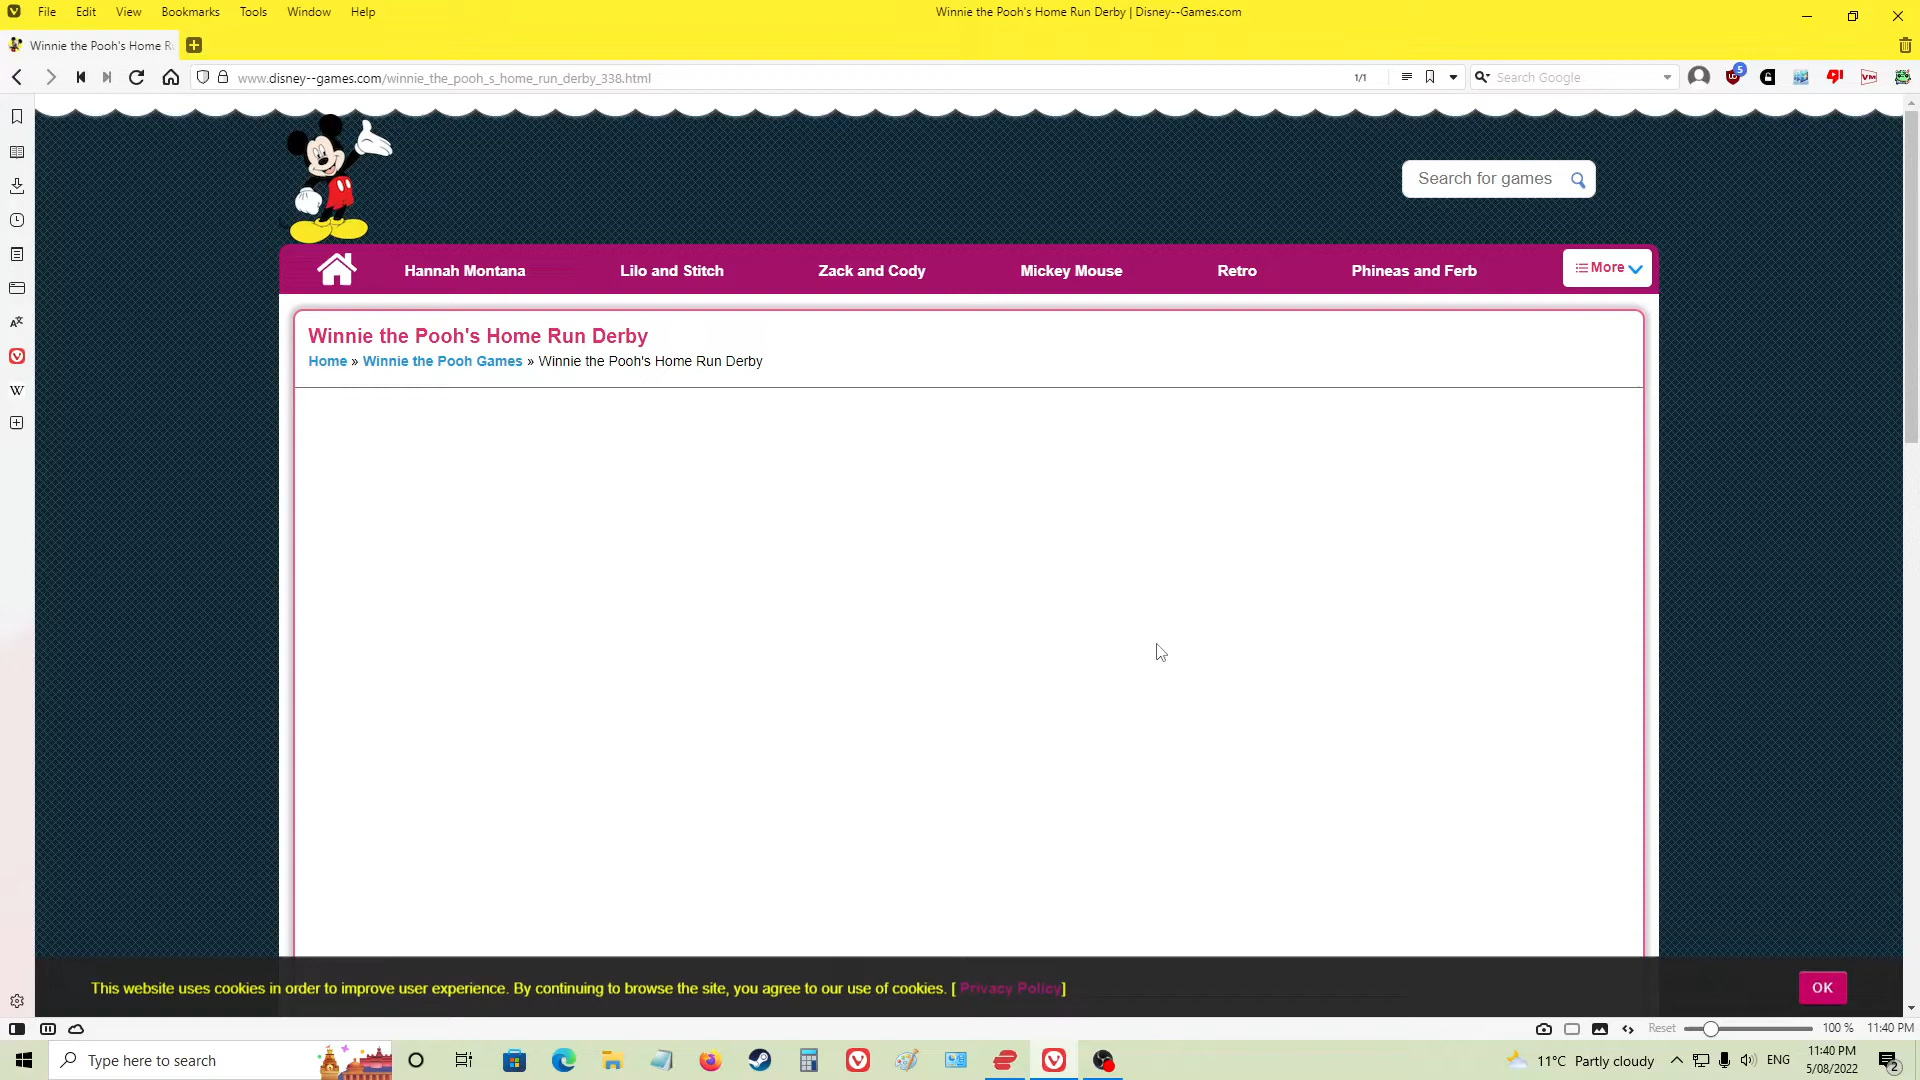 File Edit View Bookmarks Tools Window Help
Winnie the Pooh's Home Run Derby | Disney--Games.com
Winnie the Pooh's Home R
www.disney--games.com/winnie_the_pooh_s_home_run_derby_338.html
1/1
Search Google
5
VM
Search for games
Hannah Montana
Lilo and Stitch
Zack and Cody
Mickey Mouse
Retro
Phineas and Ferb
More
Winnie the Pooh's Home Run Derby
Home » Winnie the Pooh Games » Winnie the Pooh's Home Run Derby
This website uses cookies in order to improve user experience. By continuing to browse the site, you agree to our use of cookies. [ Privacy Policy]
OK
Reset
100 %
11:40 PM
Type here to search
11°C Partly cloudy
ENG
11:40 PM
5/08/2022
2